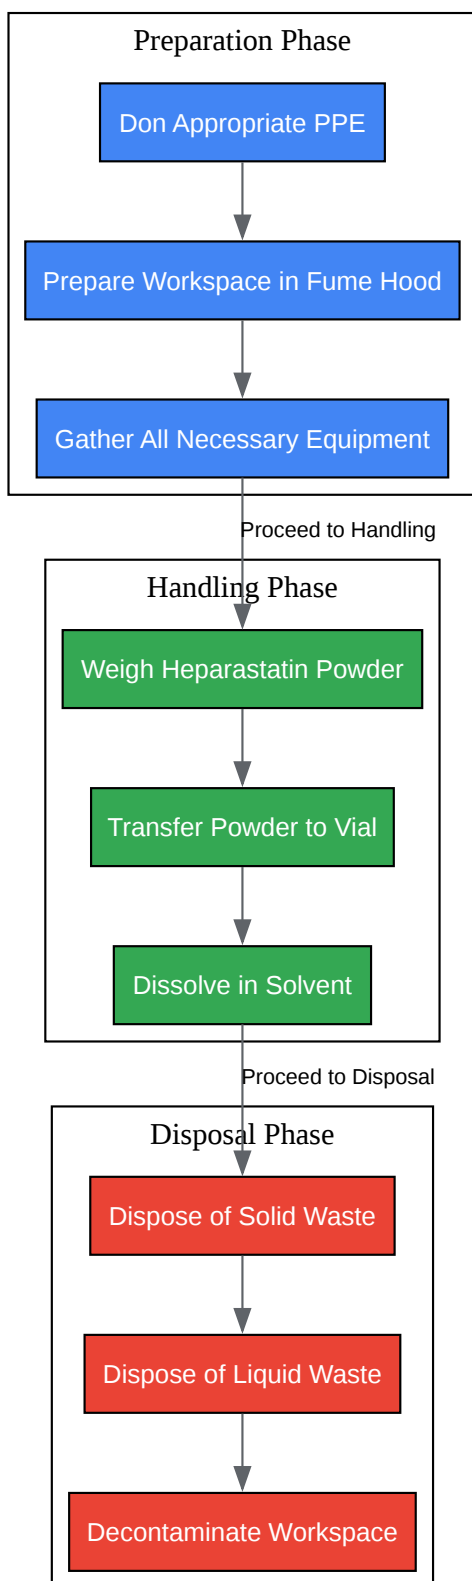 Preparation Phase
Don Appropriate PPE
Prepare Workspace in Fume Hood
Gather All Necessary Equipment
Proceed to Handling
Handling Phase
Weigh Heparastatin Powder
Transfer Powder to Vial
Dissolve in Solvent
Proceed to Disposal
Disposal Phase
Dispose of Solid Waste
Dispose of Liquid Waste
Decontaminate Workspace